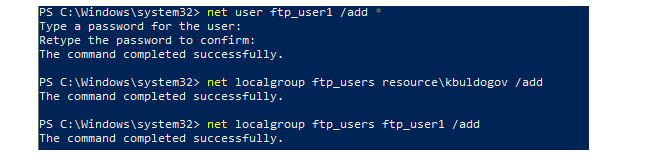 PS C:\Windows\system32> net user ftp_user1 /add *
Type a password for the user:
Retype the password to confirm:
The command completed successfully.
PS C:\Windows\system32> net localgroup ftp_users resource\kbuldogov /add
The command completed successfully.
PS C:\Windows\system32> net localgroup ftp_users ftp_user1 /add
The command completed successfully.